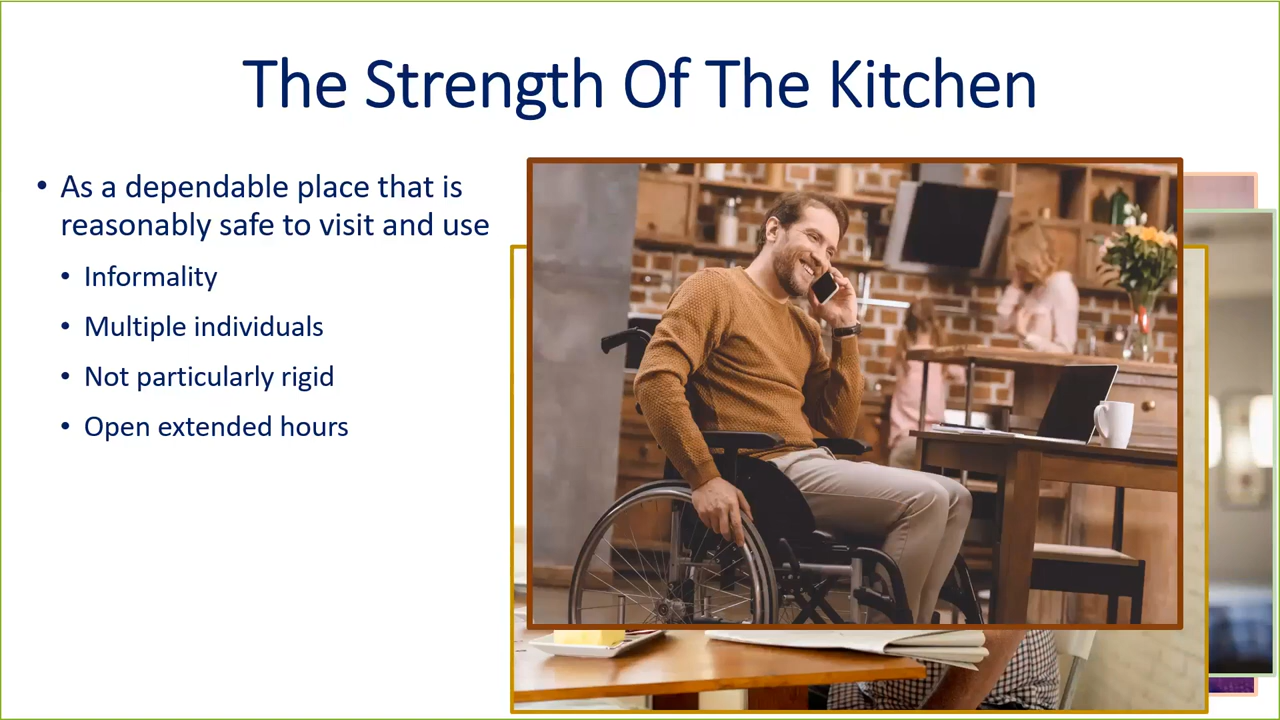 The Strength Of The Kitchen
• As a dependable place that is
reasonably safe to visit and use
• Informality
• Multiple individuals
• Not particularly rigid
• Open extended hours